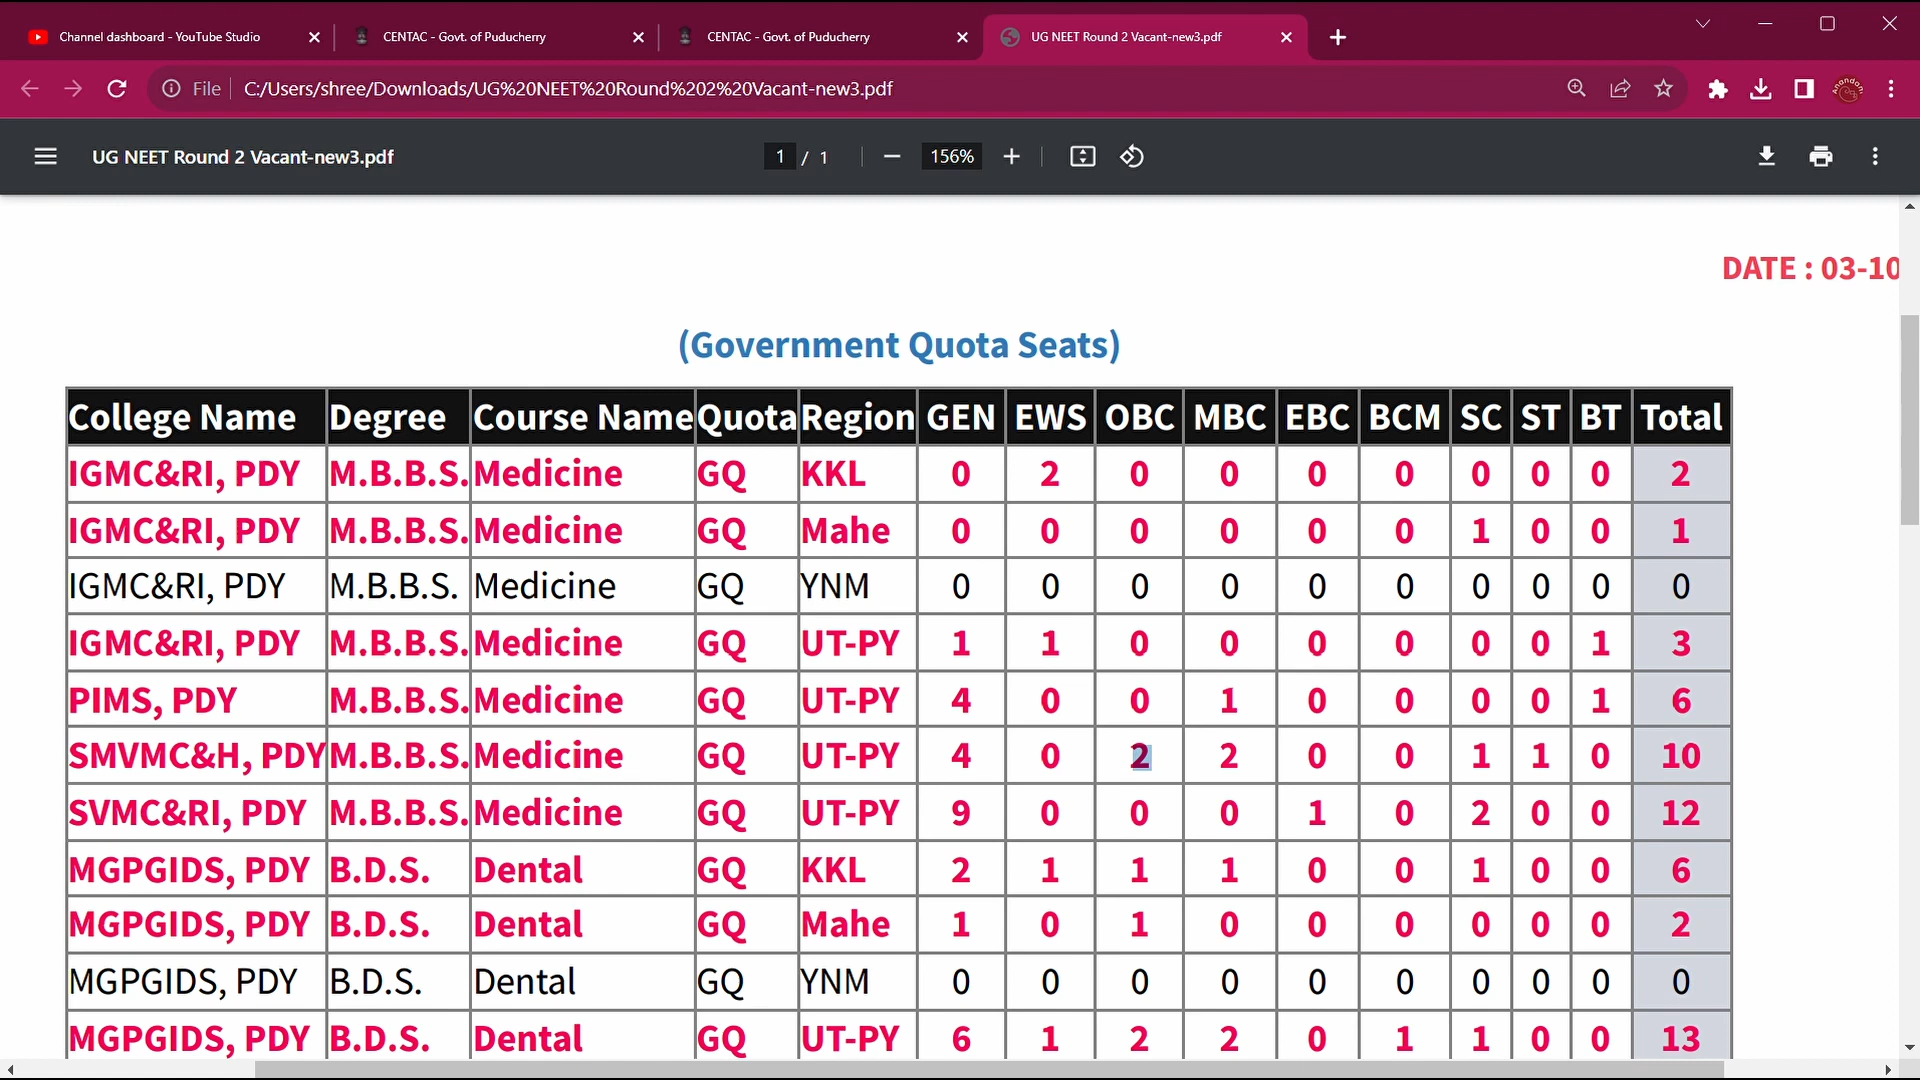 Channel dashboard - YouTube Studio
CENTAC - Govt. of Puducherry
CENTAC - Govt. of Puducherry
UG NEET Round 2 Vacant-new3.pdf
File C:/Users/shree/Downloads/UG%20NEET%20Round%202%20Vacant-new3.pdf
UG NEET Round 2 Vacant-new3.pdf
1 / 1
156%
DATE : 03-10
(Government Quota Seats)
College Name Degree Course Name Quota Region GEN EWS OBC MBC EBC BCM SC ST BT Total
IGMC&RI, PDY M.B.B.S. Medicine GQ KKL 0 2 0 0 0 0 0 0 0 2
IGMC&RI, PDY M.B.B.S. Medicine GQ Mahe 0 0 0 0 0 0 1 0 0 1
IGMC&RI, PDY M.B.B.S. Medicine GQ YNM 0 0 0 0 0 0 0 0 0 0
IGMC&RI, PDY M.B.B.S. Medicine GQ UT-PY 1 1 0 0 0 0 0 0 1 3
PIMS, PDY M.B.B.S. Medicine GQ UT-PY 4 0 0 1 0 0 0 0 1 6
SMVMC&H, PDY M.B.B.S. Medicine GQ UT-PY 4 0 2 2 0 0 1 1 0 10
SVMC&RI, PDY M.B.B.S. Medicine GQ UT-PY 9 0 0 0 1 0 2 0 0 12
MGPGIDS, PDY B.D.S. Dental GQ KKL 2 1 1 1 0 0 1 0 0 6
MGPGIDS, PDY B.D.S. Dental GQ Mahe 1 0 1 0 0 0 0 0 0 2
MGPGIDS, PDY B.D.S. Dental GQ YNM 0 0 0 0 0 0 0 0 0 0
MGPGIDS, PDY B.D.S. Dental GQ UT-PY 6 1 2 2 0 1 1 0 0 13